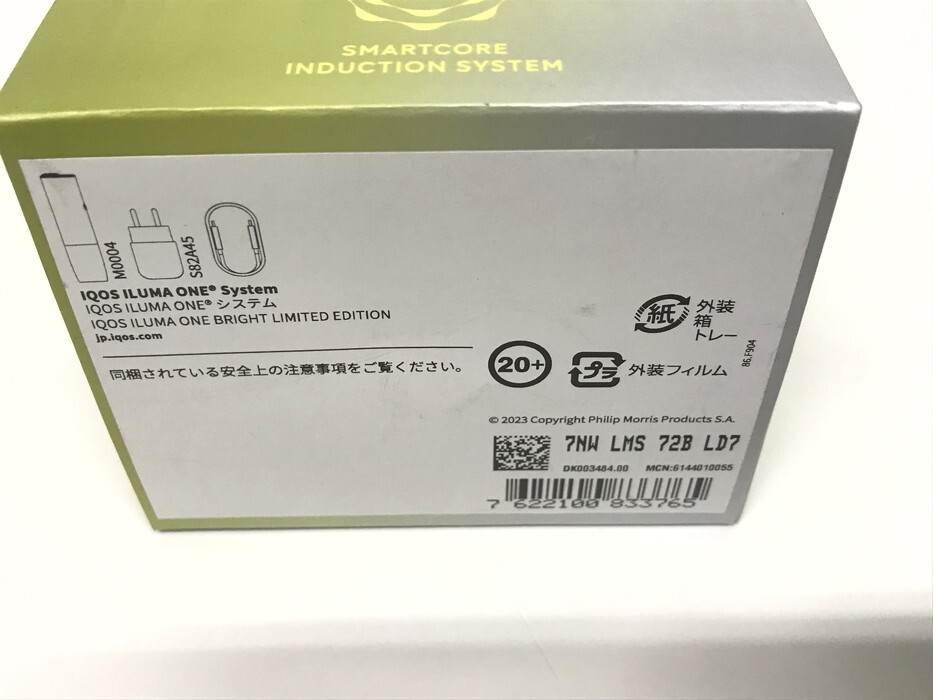 SMARTCORE
INDUCTION SYSTEM
M0004
S82A45
IQOS ILUMA ONE® System
IQOS ILUMA ONE® システム
IQOS ILUMA ONE BRIGHT LIMITED EDITION
jp.iqos.com
同梱されている安全上の注意事項をご覧ください。
紙
外装
箱
トレー
20+
プラ
外装フィルム
86.F904
© 2023 Copyright Philip Morris Products S.A.
7NW LMS 72B LD7
DK003484.00 MCN:6144010055
7 622100 833765